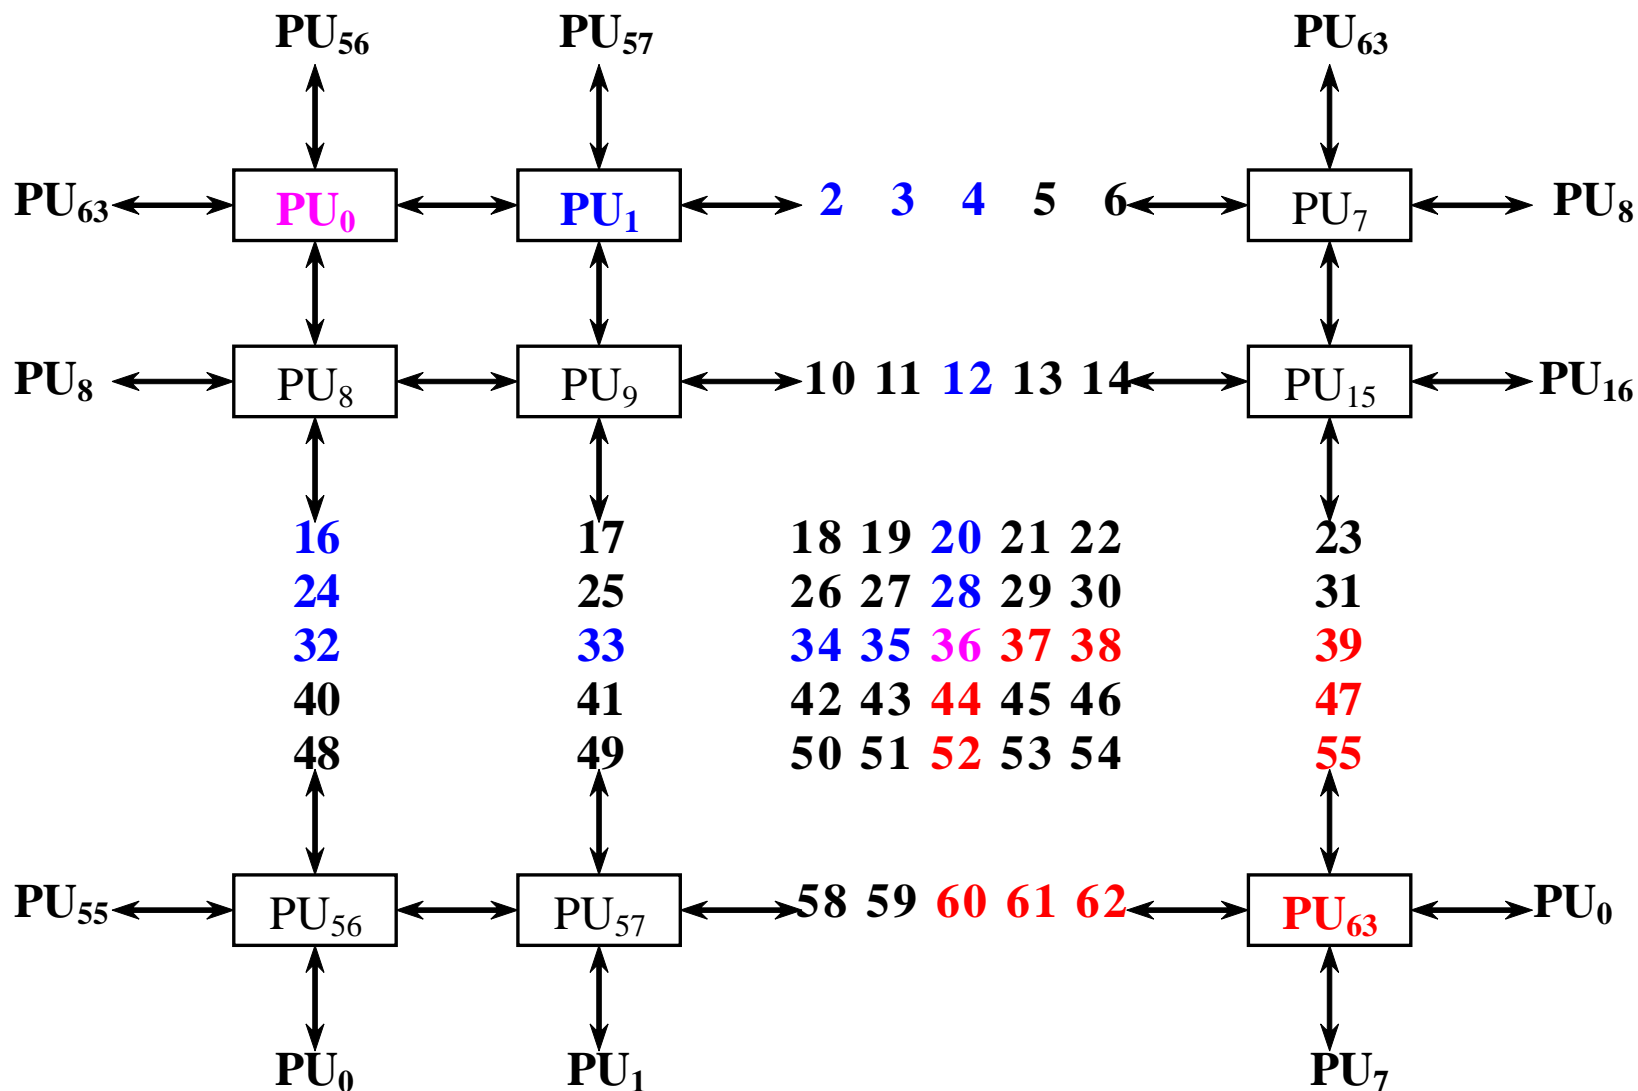 PU56 PU57 PU63
PU63 PU0 PU1 2 3 4 5 6 PU7 PU8
PU8 PU8 PU9 10 11 12 13 14 PU15 PU16
16 17 18 19 20 21 22 23
24 25 26 27 28 29 30 31
32 33 34 35 36 37 38 39
40 41 42 43 44 45 46 47
48 49 50 51 52 53 54 55
PU55 PU56 PU57 58 59 60 61 62 PU63 PU0
PU0 PU1 PU7